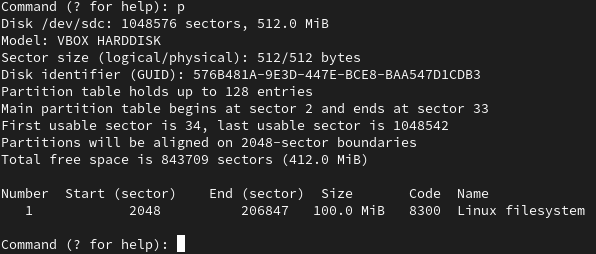 Command (? for help): p
Disk /dev/sdc: 1048576 sectors, 512.0 MiB
Model: VBOX HARDDISK
Sector size (logical/physical): 512/512 bytes
Disk identifier (GUID): 576B481A-9E3D-447E-BCE8-BAA547D1CDB3
Partition table holds up to 128 entries
Main partition table begins at sector 2 and ends at sector 33
First usable sector is 34, last usable sector is 1048542
Partitions will be aligned on 2048-sector boundaries
Total free space is 843709 sectors (412.0 MiB)
Number  Start (sector)    End (sector)  Size       Code  Name
   1            2048          206847   100.0 MiB   8300  Linux filesystem
Command (? for help):